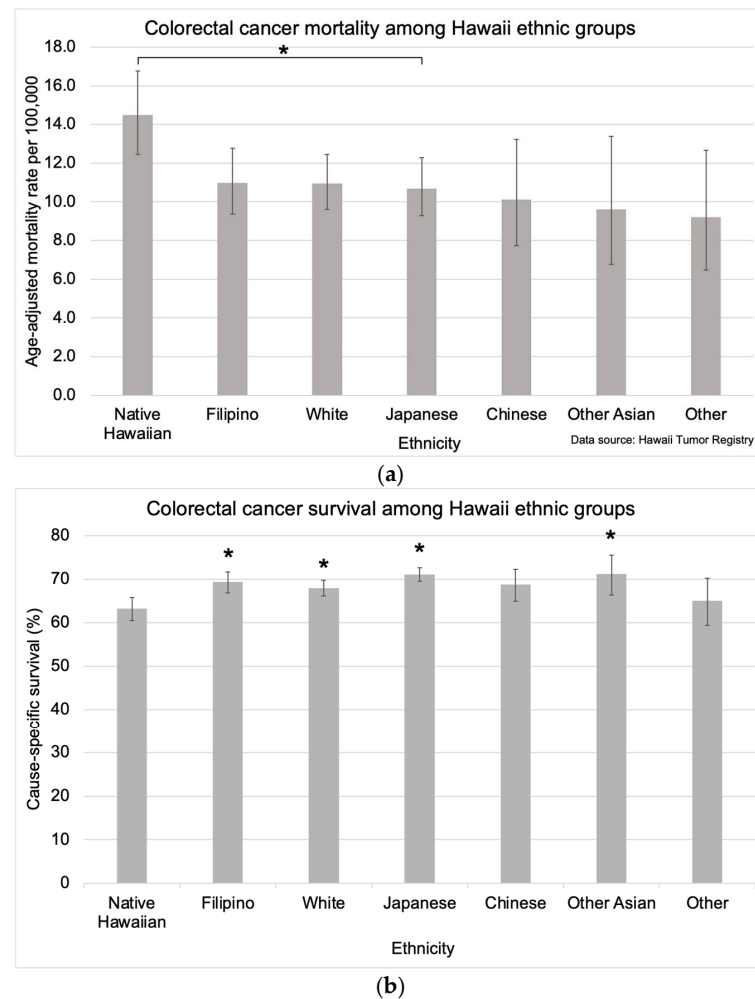 Colorectal cancer mortality among Hawaii ethnic groups
Age-adjusted mortality rate per 100,000
18.0
16.0
14.0
12.0
10.0
8.0
6.0
4.0
2.0
0.0
*
Native Hawaiian Filipino White Japanese Chinese Other Asian Other
Ethnicity
Data source: Hawaii Tumor Registry
(a)
Colorectal cancer survival among Hawaii ethnic groups
Cause-specific survival (%)
80
70
60
50
40
30
20
10
0
* * * *
Native Hawaiian Filipino White Japanese Chinese Other Asian Other
Ethnicity
(b)